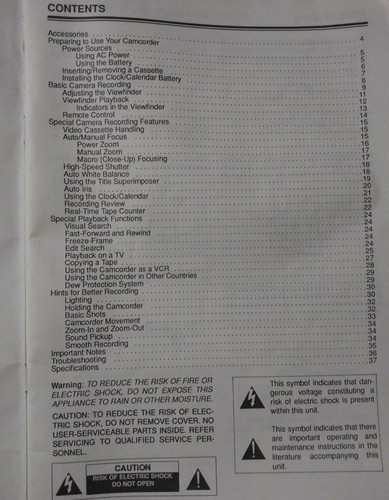 CONTENTS
Accessories 4
Preparing to Use Your Camcorder 5
Power Sources 5
Using AC Power 5
Using the Battery 6
Inserting/Removing a Cassette 7
Installing the Clock/Calendar Battery 8
Basic Camera Recording 9
Adjusting the Viewfinder 11
Viewfinder Playback 12
Indicators in the Viewfinder 13
Remote Control 14
Special Camera Recording Features 15
Video Cassette Handling 15
Auto/Manual Focus 15
Power Zoom 16
Manual Zoom 17
Macro (Close-Up) Focusing 17
High-Speed Shutter 18
Auto White Balance 18
Using the Title Superimposer 19
Auto Iris 20
Using the Clock/Calendar 21
Recording Review 22
Real-Time Tape Counter 22
Special Playback Functions 24
Visual Search 24
Fast-Forward and Rewind 24
Freeze-Frame 24
Edit Search 24
Playback on a TV 25
Copying a Tape 27
Using the Camcorder as a VCR 28
Using the Camcorder in Other Countries 29
Dew Protection System 29
Hints for Better Recording 30
Lighting 30
Holding the Camcorder 32
Basic Shots 32
Camcorder Movement 33
Zoom-In and Zoom-Out 34
Sound Pickup 34
Smooth Recording 34
Important Notes 35
Troubleshooting 36
Specifications 37
Warning: TO REDUCE THE RISK OF FIRE OR
ELECTRIC SHOCK, DO NOT EXPOSE THIS
APPLIANCE TO RAIN OR OTHER MOISTURE.
CAUTION: TO REDUCE THE RISK OF ELEC-
TRIC SHOCK, DO NOT REMOVE COVER. NO
USER-SERVICEABLE PARTS INSIDE. REFER
SERVICING TO QUALIFIED SERVICE PER-
SONNEL.
CAUTION
RISK OF ELECTRIC SHOCK
DO NOT OPEN
This symbol indicates that dan-
gerous voltage constituting a
risk of electric shock is present
within this unit.
This symbol indicates that there
are important operating and
maintenance instructions in the
literature accompanying this
unit.